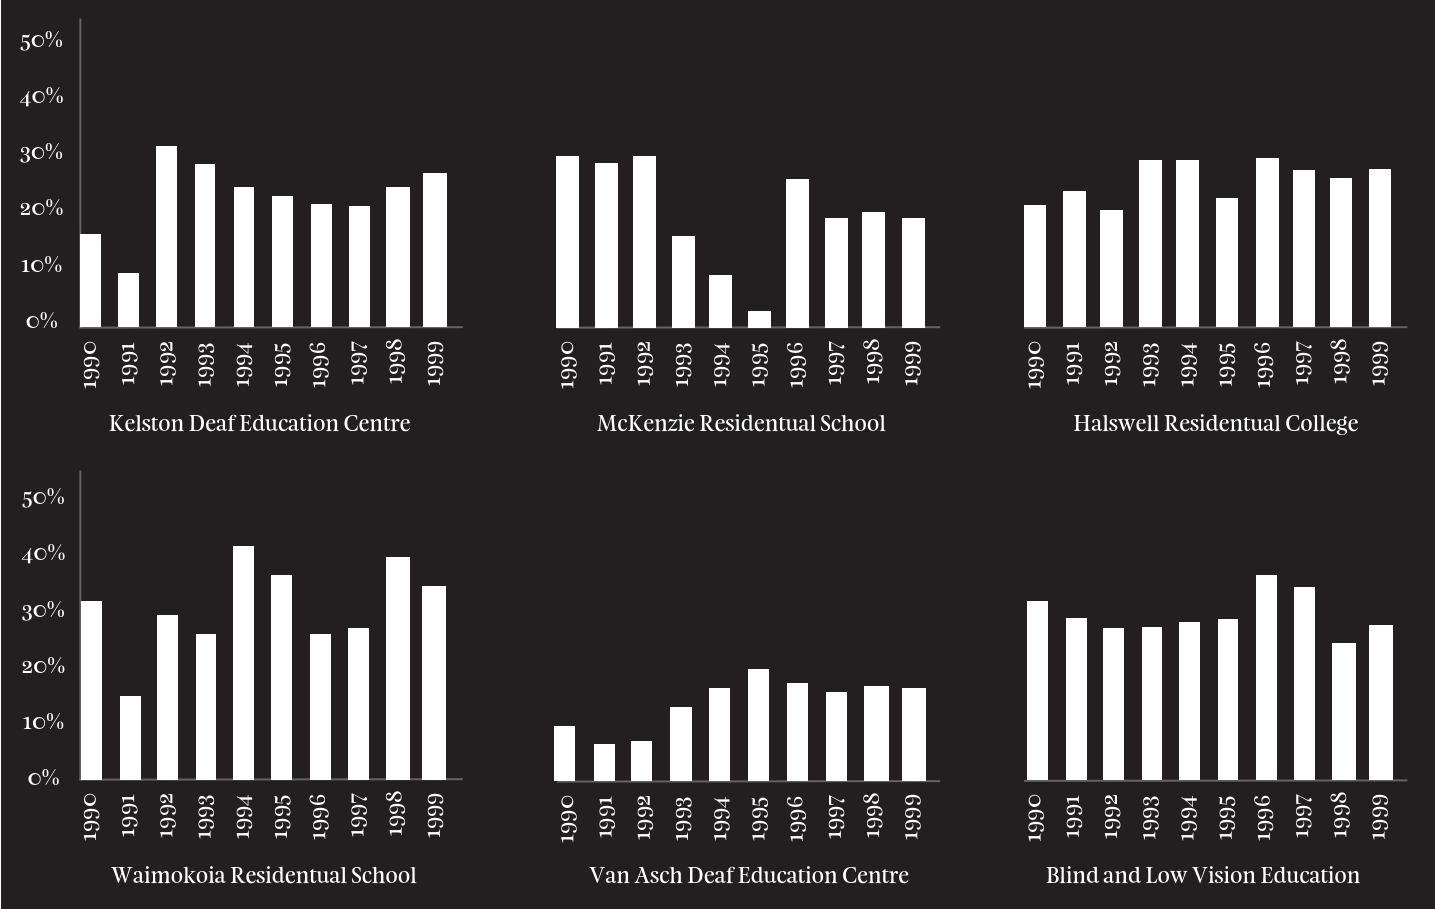 50%
40%
30%
20%
10%
0%
1990 1991 1992 1993 1994 1995 1996 1997 1998 1999
Kelston Deaf Education Centre
1990 1991 1992 1993 1994 1995 1996 1997 1998 1999
McKenzie Residentual School
1990 1991 1992 1993 1994 1995 1996 1997 1998 1999
Halswell Residentual College
50%
40%
30%
20%
10%
0%
1990 1991 1992 1993 1994 1995 1996 1997 1998 1999
Waimokoia Residentual School
1990 1991 1992 1993 1994 1995 1996 1997 1998 1999
Van Asch Deaf Education Centre
1990 1991 1992 1993 1994 1995 1996 1997 1998 1999
Blind and Low Vision Education